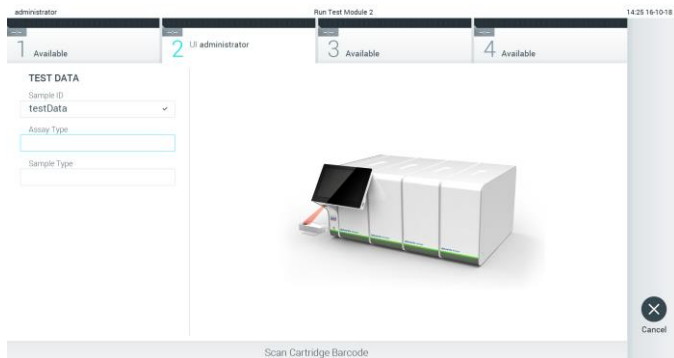 administrator Run Test Module 2 14:25 16-10-18
1 Available
2 UI administrator
3 Available
4 Available
TEST DATA
Sample ID
testData
Assay Type
Sample Type
Cancel
Scan Cartridge Barcode